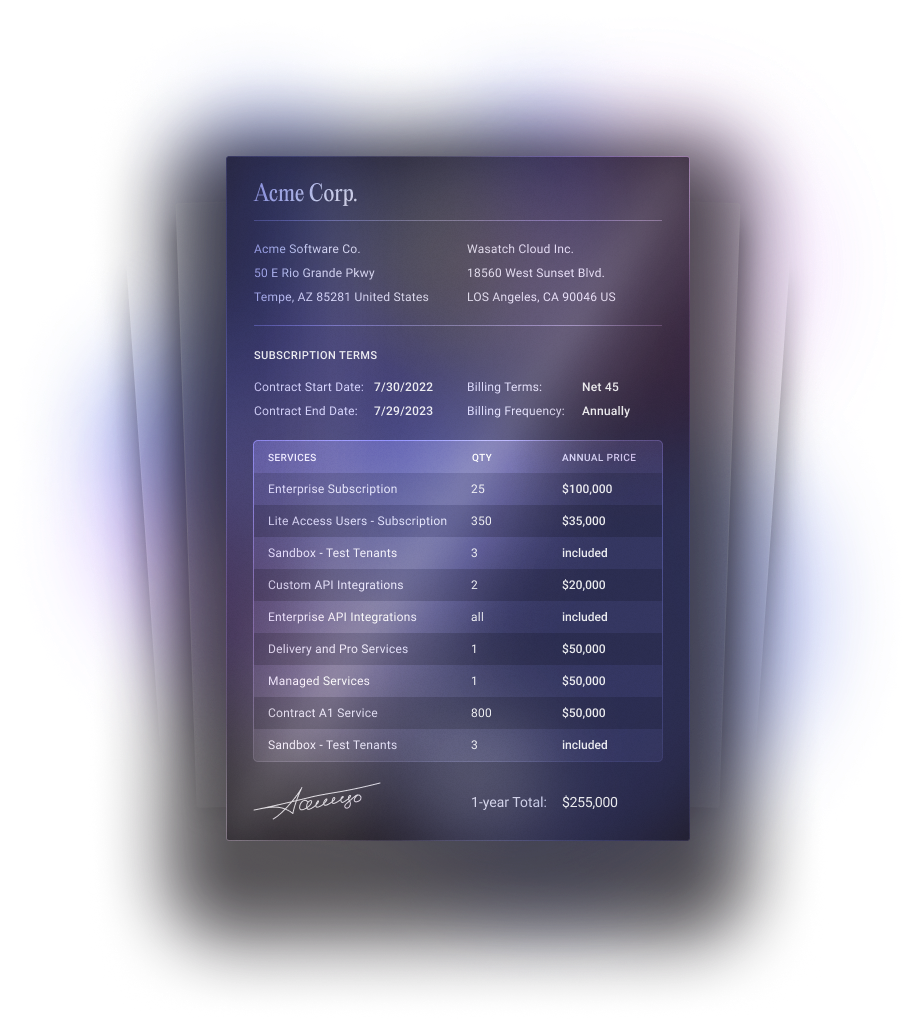 Acme Corp.
Acme Software Co.
50 E Rio Grande Pkwy
Tempe, AZ 85281 United States
Wasatch Cloud Inc.
18560 West Sunset Blvd.
LOS Angeles, CA 90046 US
SUBSCRIPTION TERMS
Contract Start Date: 7/30/2022
Contract End Date: 7/29/2023
Billing Terms: Net 45
Billing Frequency: Annually
SERVICES QTY ANNUAL PRICE
Enterprise Subscription 25 $100,000
Lite Access Users - Subscription 350 $35,000
Sandbox - Test Tenants 3 included
Custom API Integrations 2 $20,000
Enterprise API Integrations all included
Delivery and Pro Services 1 $50,000
Managed Services 1 $50,000
Contract A1 Service 800 $50,000
Sandbox - Test Tenants 3 included
1-year Total: $255,000